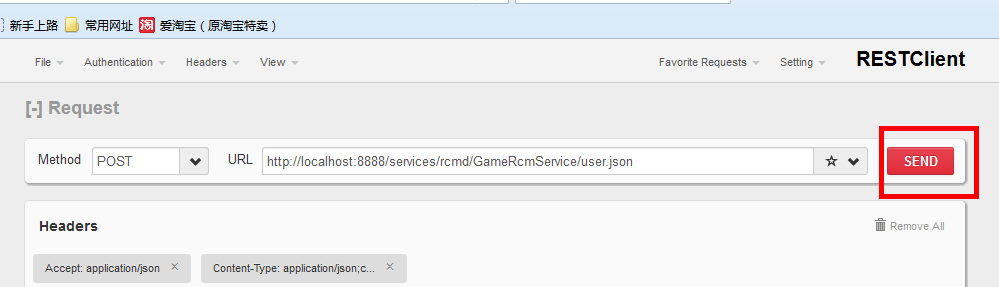 新手上路 常用网址 淘 爱淘宝（原淘宝特卖）
File Authentication Headers View Favorite Requests Setting RESTClient
[-] Request
Method POST URL http://localhost:8888/services/rcmd/GameRcmService/user.json SEND
Headers Remove All
Accept: application/json × Content-Type: application/json;c... ×